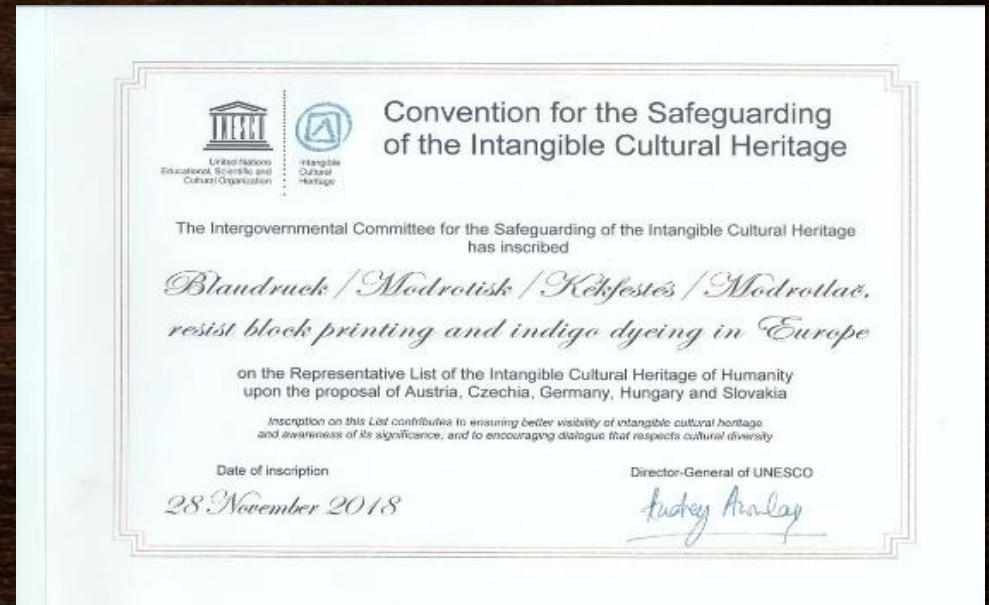 UNESCO
United Nations
Educational, Scientific and
Cultural Organization
Intangible
Cultural
Heritage
Convention for the Safeguarding
of the Intangible Cultural Heritage
The Intergovernmental Committee for the Safeguarding of the Intangible Cultural Heritage
has inscribed
Blaudruck / Modrotisk / Kékfestés / Modrotlač,
resist block printing and indigo dyeing in Europe
on the Representative List of the Intangible Cultural Heritage of Humanity
upon the proposal of Austria, Czechia, Germany, Hungary and Slovakia
Inscription on this List contributes to ensuring better visibility of intangible cultural heritage
and awareness of its significance, and to encouraging dialogue that respects cultural diversity
Date of inscription
28 November 2018
Director-General of UNESCO
Audrey Azoulay